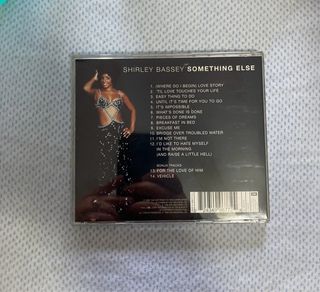 SHIRLEY BASSEY SOMETHING ELSE
1. (WHERE DO I BEGIN) LOVE STORY
2. 'TIL LOVE TOUCHES YOUR LIFE
3. EASY THING TO DO
4. UNTIL IT'S TIME FOR YOU TO GO
5. IT'S IMPOSSIBLE
6. WHAT'S DONE IS DONE
7. PIECES OF DREAMS
8. BREAKFAST IN BED
9. EXCUSE ME
10. BRIDGE OVER TROUBLED WATER
11. I'M NOT THERE
12. I'D LIKE TO HATE MYSELF
IN THE MORNING
(AND RAISE A LITTLE HELL)
BONUS TRACKS
13. FOR THE LOVE OF HIM
14. VEHICLE